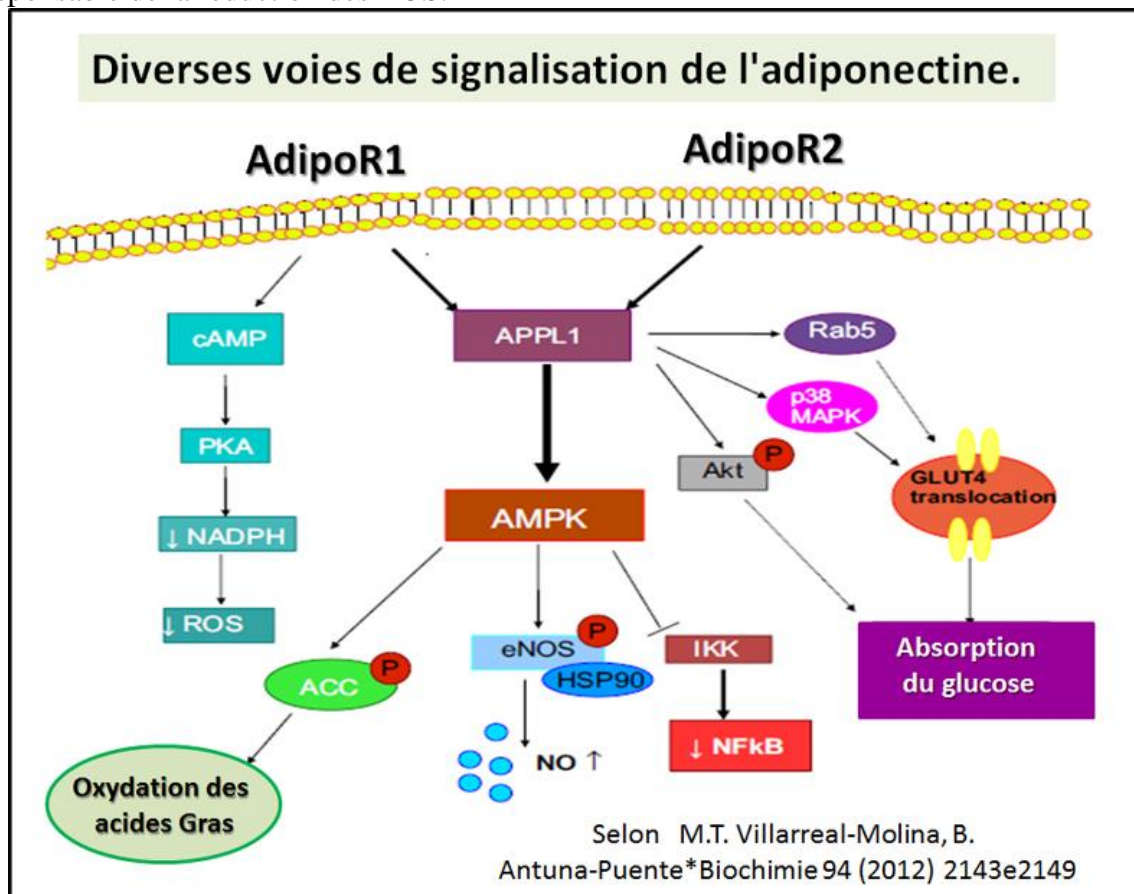 Diverses voies de signalisation de l'adiponectine.
AdipoR1
AdipoR2
cAMP
APPL1
Rab5
p38
MAPK
PKA
Akt
P
GLUT4
translocation
AMPK
↓ NADPH
↓ ROS
eNOS
P
HSP90
IKK
ACC
P
Absorption
du glucose
NO ↑
↓ NFkB
Oxydation des
acides Gras
Selon M.T. Villarreal-Molina, B.
Antuna-Puente*Biochimie 94 (2012) 2143e2149